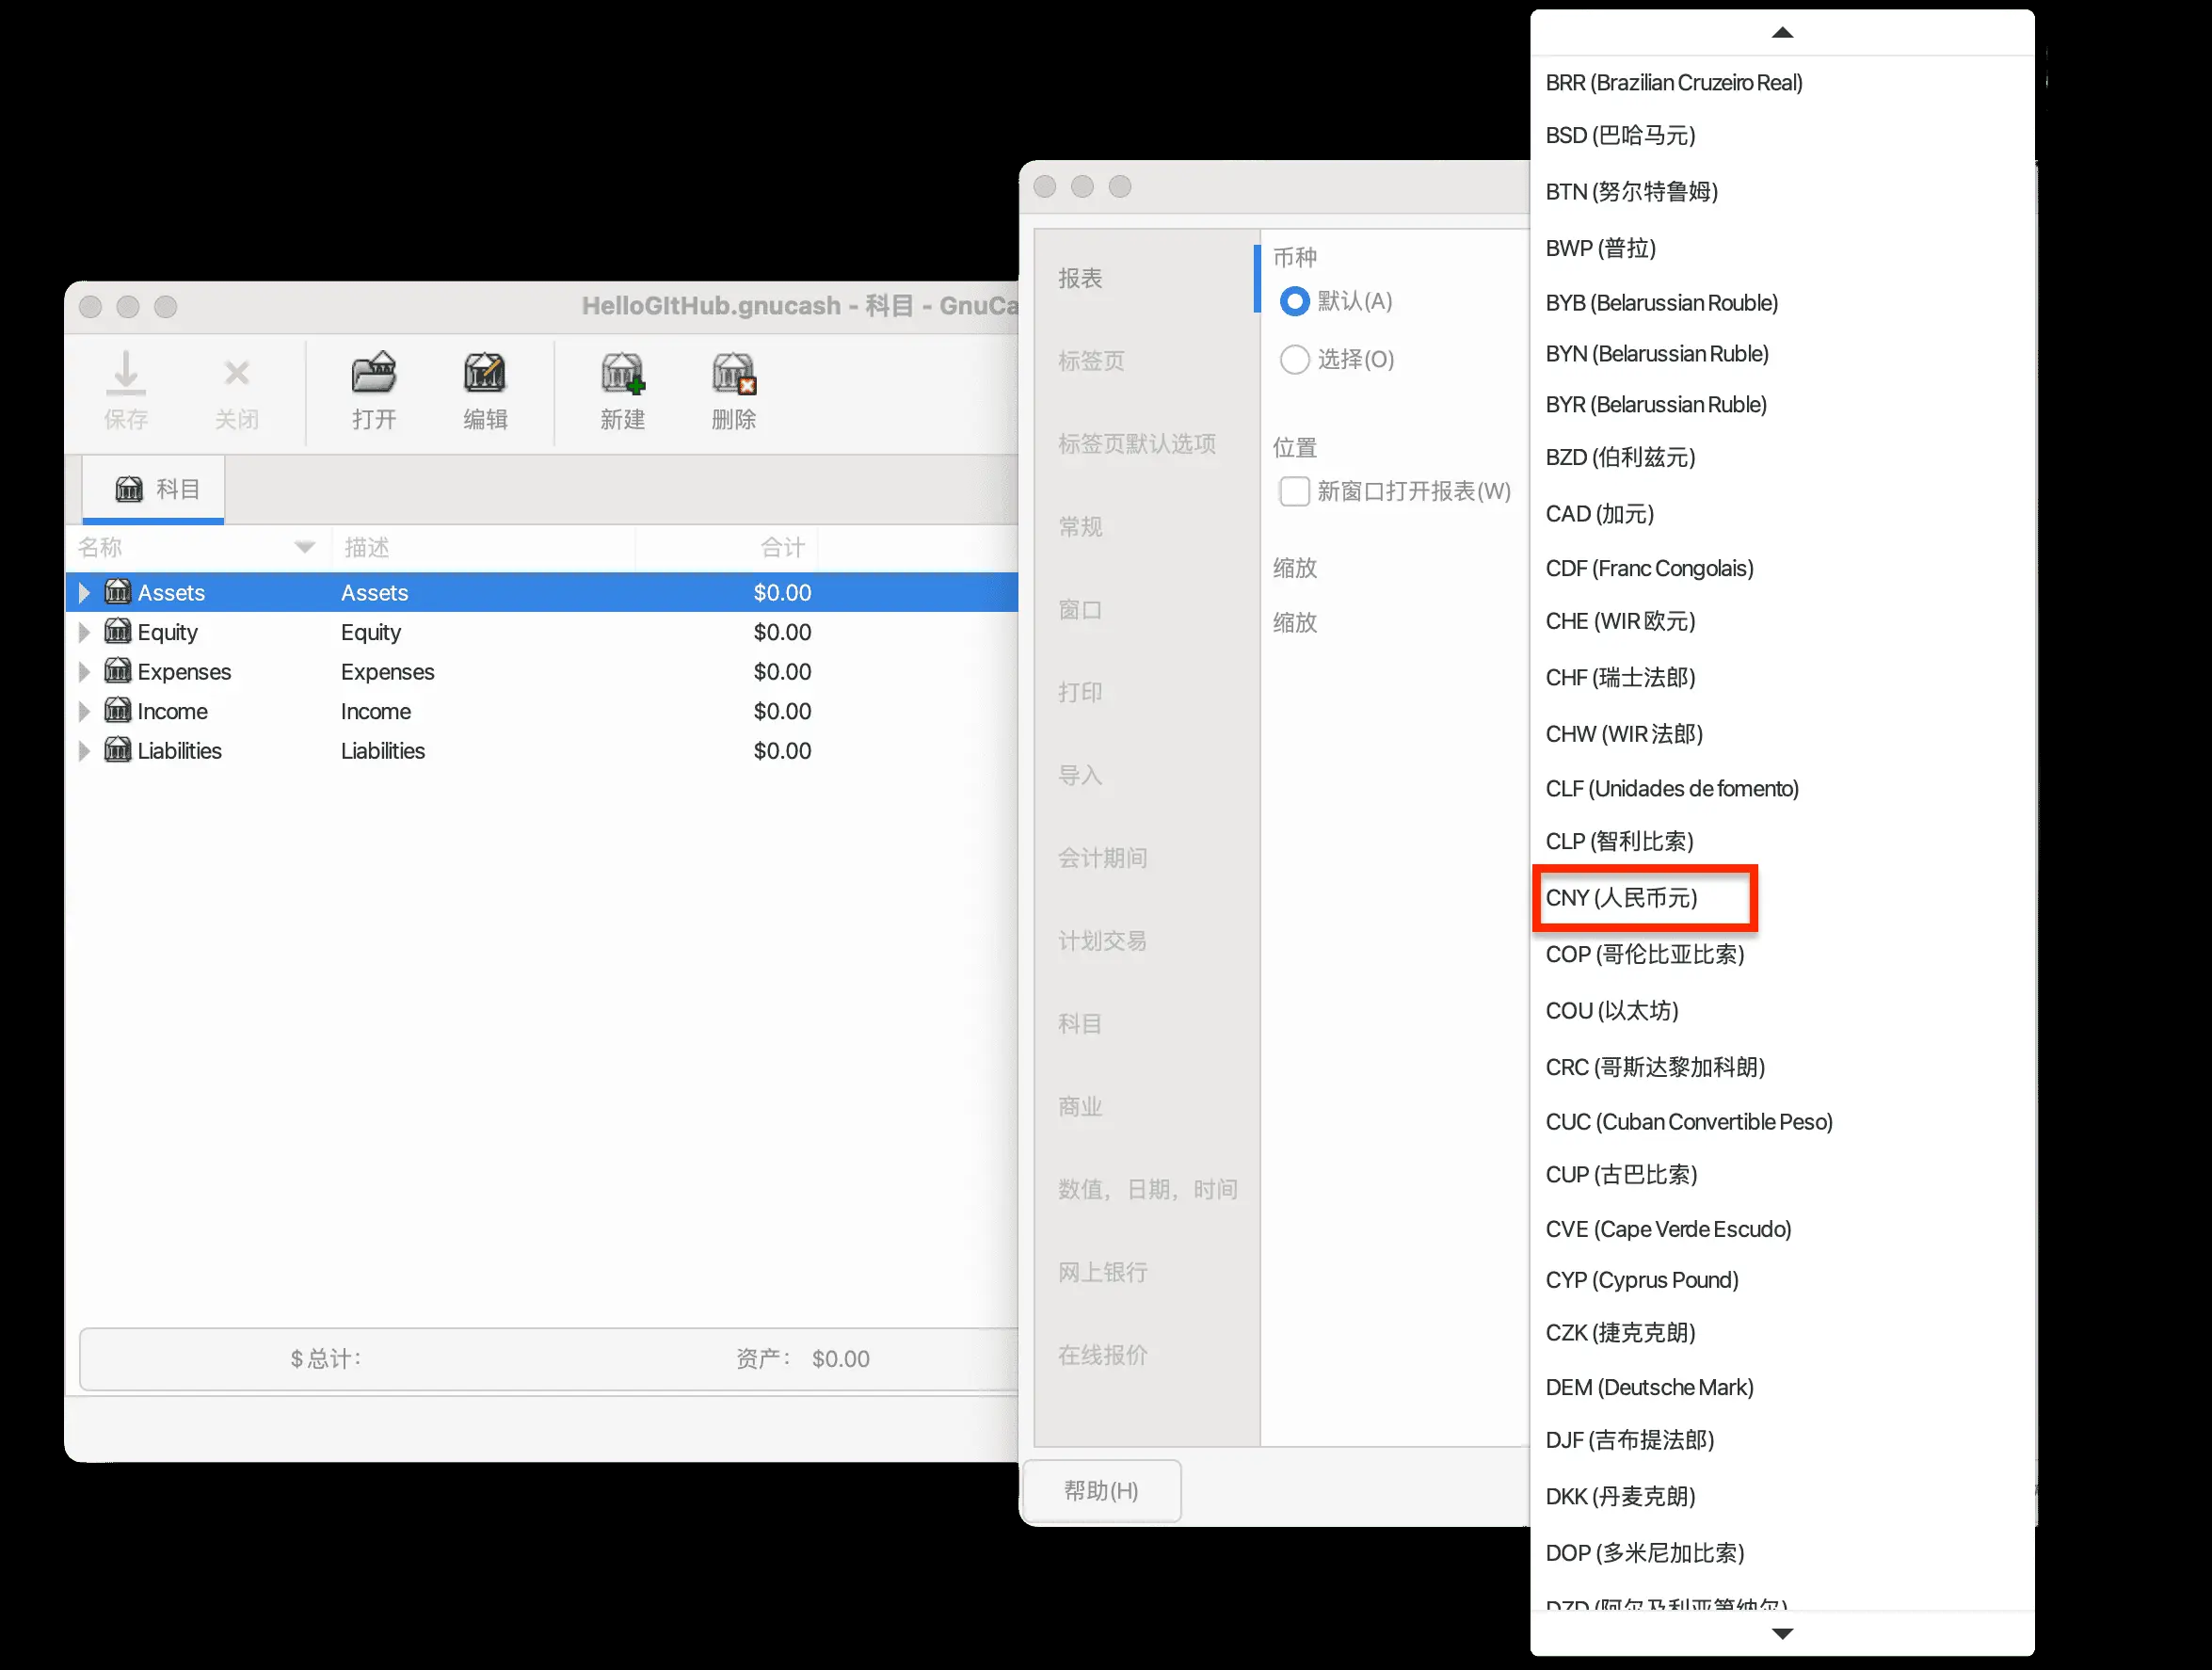 HelloGItHub.gnucash - 科目 - GnuCa
保存
关闭
打开
编辑
新建
删除
科目
名称 描述 合计
Assets Assets $0.00
Equity Equity $0.00
Expenses Expenses $0.00
Income Income $0.00
Liabilities Liabilities $0.00
$ 总计: 资产: $0.00
报表
标签页
标签页默认选项
常规
窗口
打印
导入
会计期间
计划交易
科目
商业
数值，日期，时间
网上银行
在线报价
帮助(H)
币种
默认(A)
选择(O)
位置
新窗口打开报表(W)
缩放
缩放
BRR (Brazilian Cruzeiro Real)
BSD (巴哈马元)
BTN (努尔特鲁姆)
BWP (普拉)
BYB (Belarussian Rouble)
BYN (Belarussian Ruble)
BYR (Belarussian Ruble)
BZD (伯利兹元)
CAD (加元)
CDF (Franc Congolais)
CHE (WIR 欧元)
CHF (瑞士法郎)
CHW (WIR 法郎)
CLF (Unidades de fomento)
CLP (智利比索)
CNY (人民币元)
COP (哥伦比亚比索)
COU (以太坊)
CRC (哥斯达黎加科朗)
CUC (Cuban Convertible Peso)
CUP (古巴比索)
CVE (Cape Verde Escudo)
CYP (Cyprus Pound)
CZK (捷克克朗)
DEM (Deutsche Mark)
DJF (吉布提法郎)
DKK (丹麦克朗)
DOP (多米尼加比索)
DZD (阿尔及利亚第纳尔)